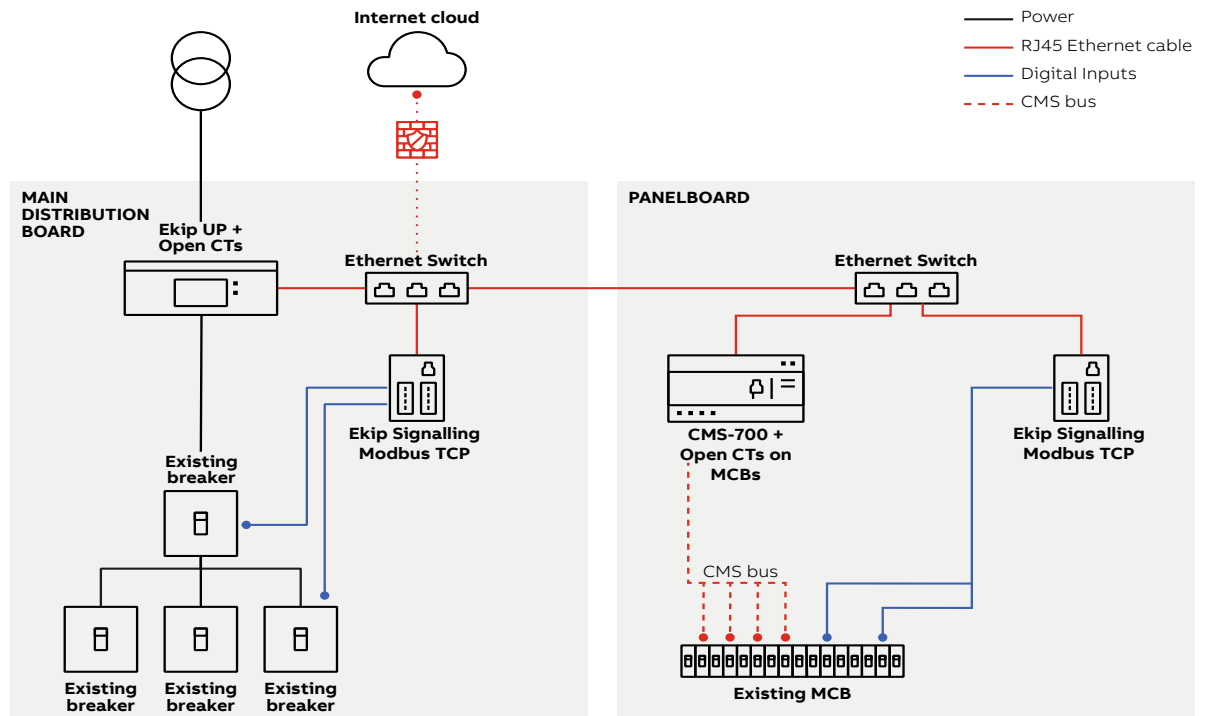 Internet cloud
Power
RJ45 Ethernet cable
Digital Inputs
CMS bus
MAIN
DISTRIBUTION
BOARD
Ekip UP +
Open CTs
Ethernet Switch
Ekip Signalling
Modbus TCP
Existing
breaker
Existing
breaker
Existing
breaker
Existing
breaker
PANELBOARD
Ethernet Switch
CMS-700 +
Open CTs on
MCBs
Ekip Signalling
Modbus TCP
CMS bus
Existing MCB